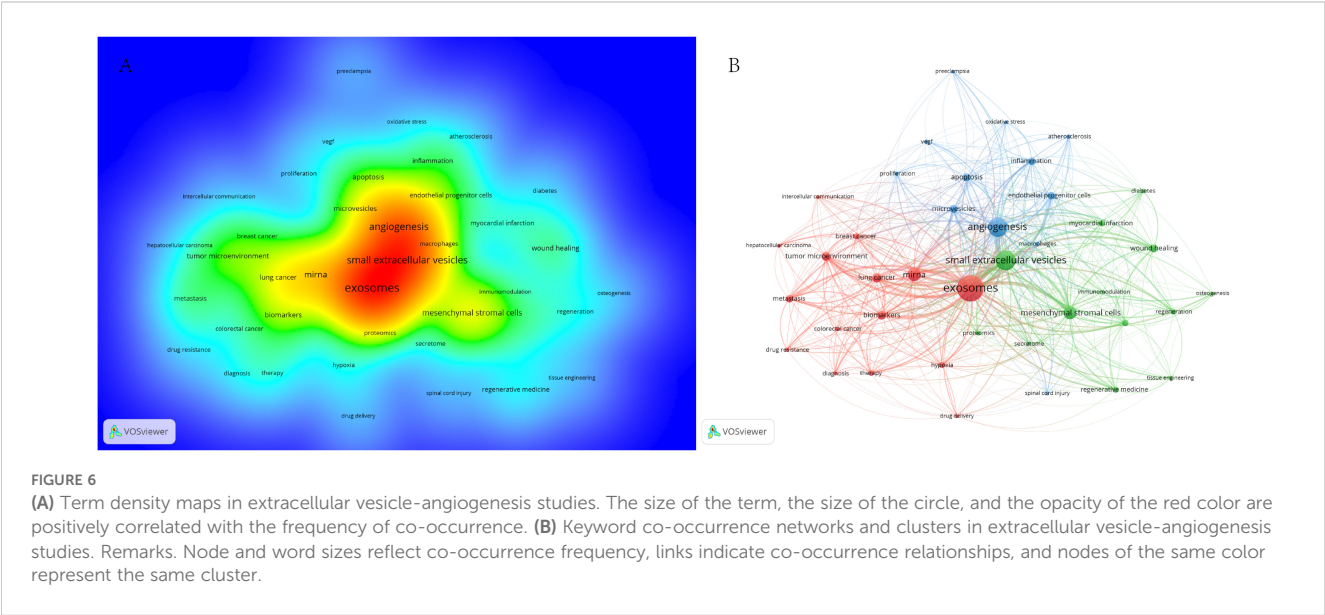 A
preeclampsia
oxidative stress
vegf
atherosclerosis
inflammation
proliferation
apoptosis
intercellular communication
endothelial progenitor cells
diabetes
microvesicles
angiogenesis
myocardial infarction
breast cancer
hepatocellular carcinoma
macrophages
wound healing
tumor microenvironment
small extracellular vesicles
lung cancer
mirna
exosomes
immunomodulation
osteogenesis
metastasis
biomarkers
mesenchymal stromal cells
regeneration
colorectal cancer
proteomics
secretome
drug resistance
hypoxia
diagnosis
therapy
tissue engineering
spinal cord injury
regenerative medicine
drug delivery
VOSviewer
B
preeclampsia
oxidative stress
vegf
atherosclerosis
inflammation
proliferation
apoptosis
intercellular communication
endothelial progenitor cells
diabetes
microvesicles
angiogenesis
myocardial infarction
breast cancer
hepatocellular carcinoma
macrophages
wound healing
tumor microenvironment
small extracellular vesicles
lung cancer
mirna
exosomes
immunomodulation
osteogenesis
metastasis
biomarkers
mesenchymal stromal cells
regeneration
colorectal cancer
proteomics
secretome
drug resistance
hypoxia
diagnosis
therapy
tissue engineering
spinal cord injury
regenerative medicine
drug delivery
VOSviewer
FIGURE 6
(A) Term density maps in extracellular vesicle-angiogenesis studies. The size of the term, the size of the circle, and the opacity of the red color are
positively correlated with the frequency of co-occurrence. (B) Keyword co-occurrence networks and clusters in extracellular vesicle-angiogenesis
studies. Remarks. Node and word sizes reflect co-occurrence frequency, links indicate co-occurrence relationships, and nodes of the same color
represent the same cluster.